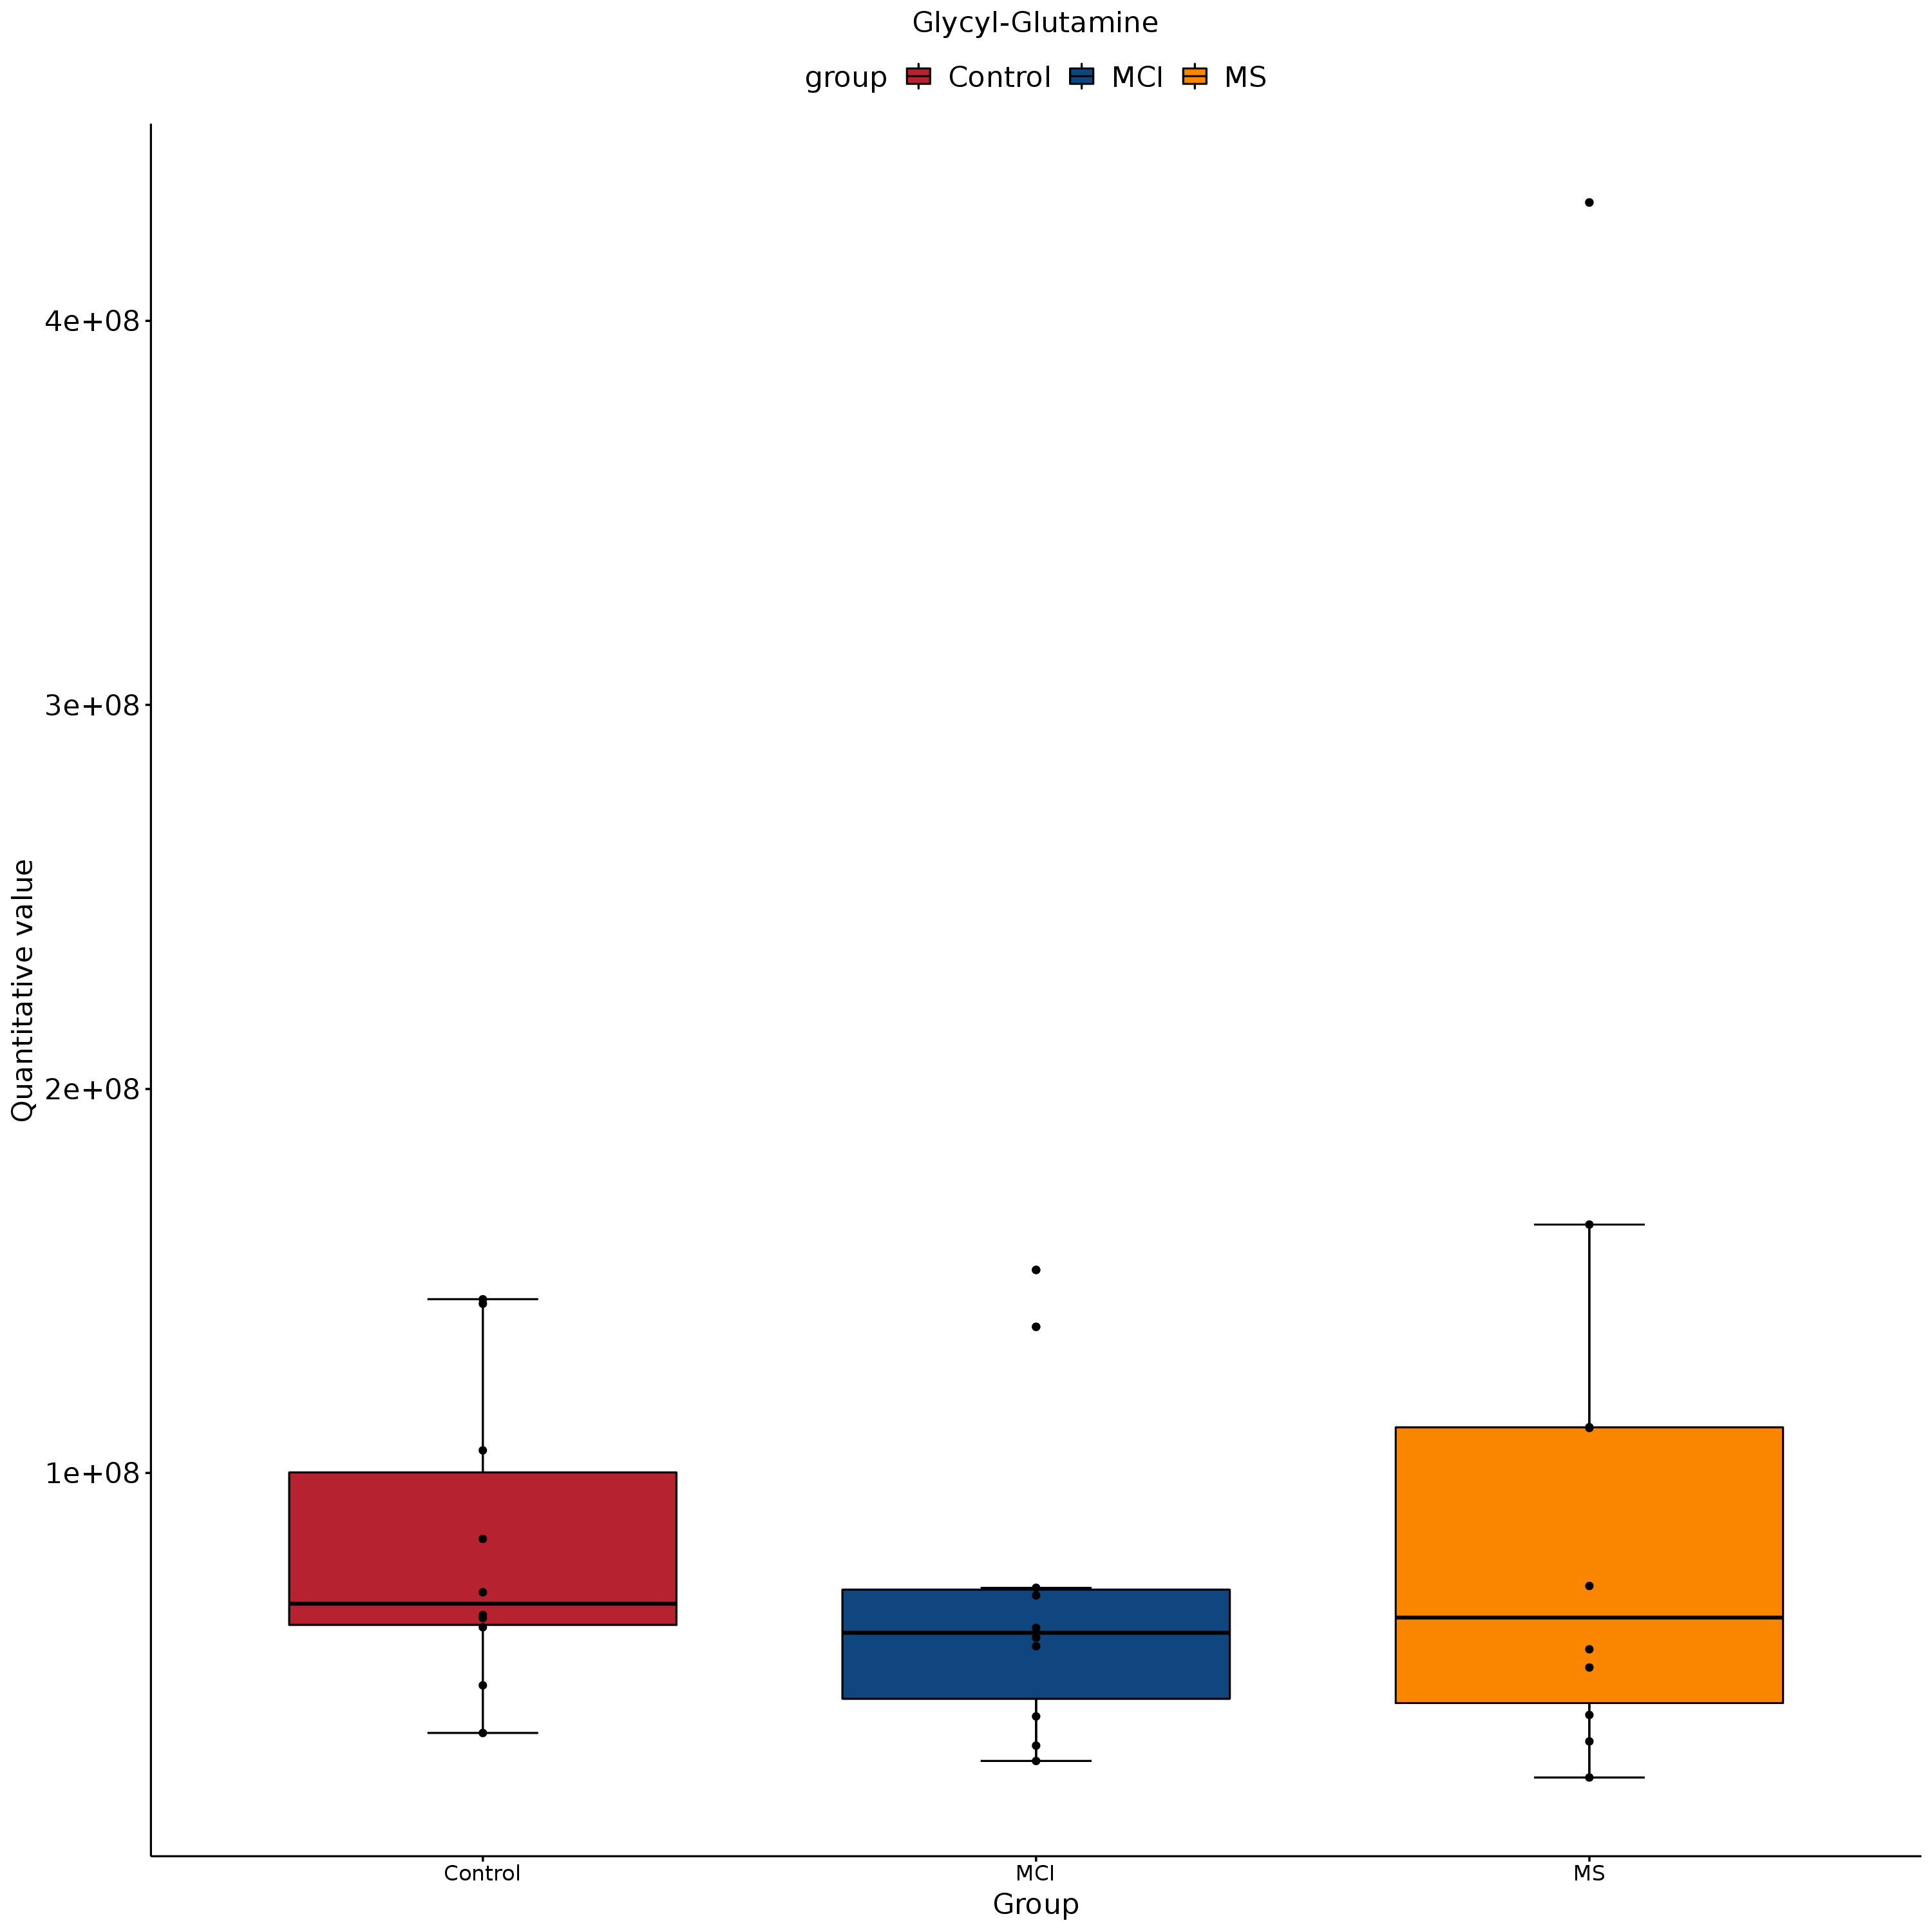 Glycyl-Glutamine
group Control MCI MS
Quantitative value
4e+08
3e+08
2e+08
1e+08
Control MCI MS
Group